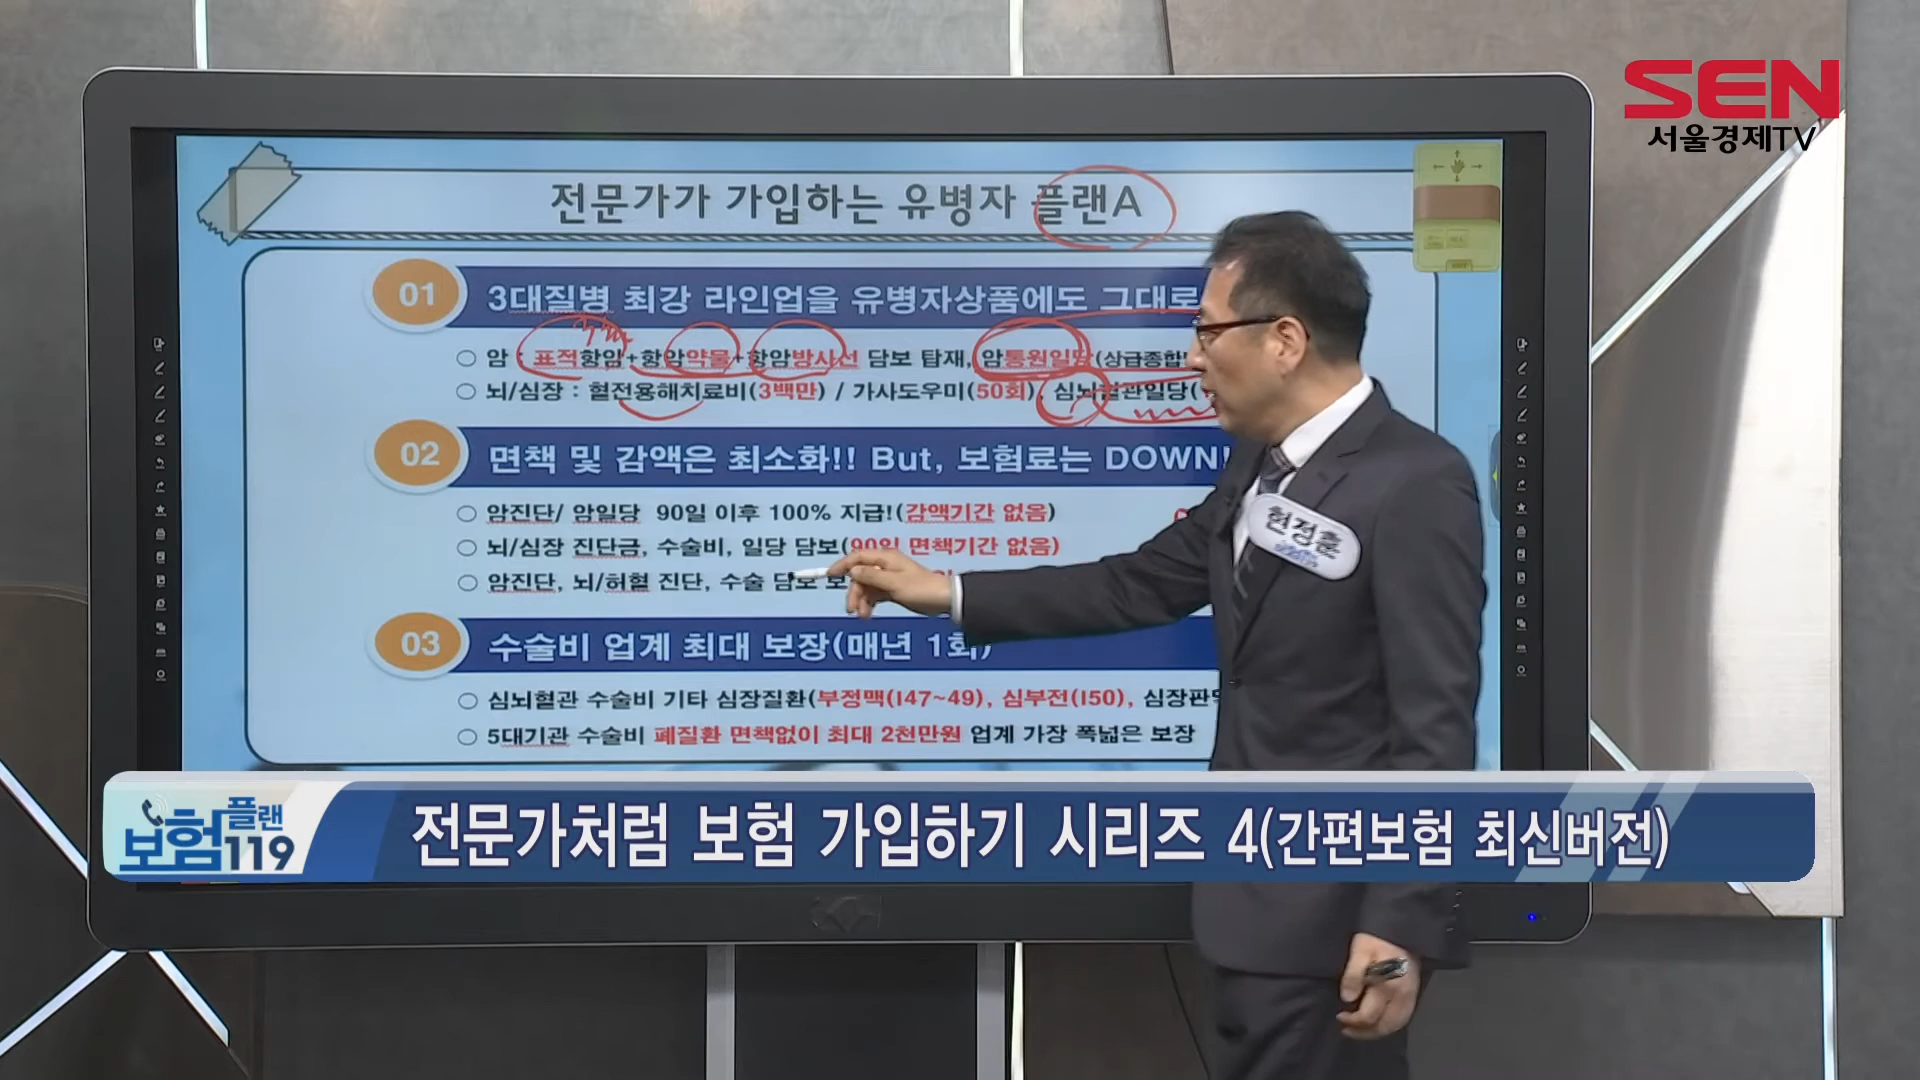 SEN
서울경제TV
전문가가 가입하는 유병자 플랜A
01 3대질병 최강 라인업을 유병자상품에도 그대로
○ 암 : 표적항암+항암약물+항암방사선 담보 탑재, 암통원일당(상급종합
○ 뇌/심장 : 혈전용해치료비(3백만) / 가사도우미(50회), 심뇌혈관일당(
02 면책 및 감액은 최소화!! But, 보험료는 DOWN!
○ 암진단/ 암일당 90일 이후 100% 지급!(감액기간 없음)
○ 뇌/심장 진단금, 수술비, 일당 담보(90일 면책기간 없음)
○ 암진단, 뇌/허혈 진단, 수술 담보
03 수술비 업계 최대 보장(매년 1회)
○ 심뇌혈관 수술비 기타 심장질환(부정맥(I47~49), 심부전(I50), 심장판
○ 5대기관 수술비 폐질환 면책없이 최대 2천만원 업계 가장 폭넓은 보장
현정훈
보험플랜119
전문가처럼 보험 가입하기 시리즈 4(간편보험 최신버전)